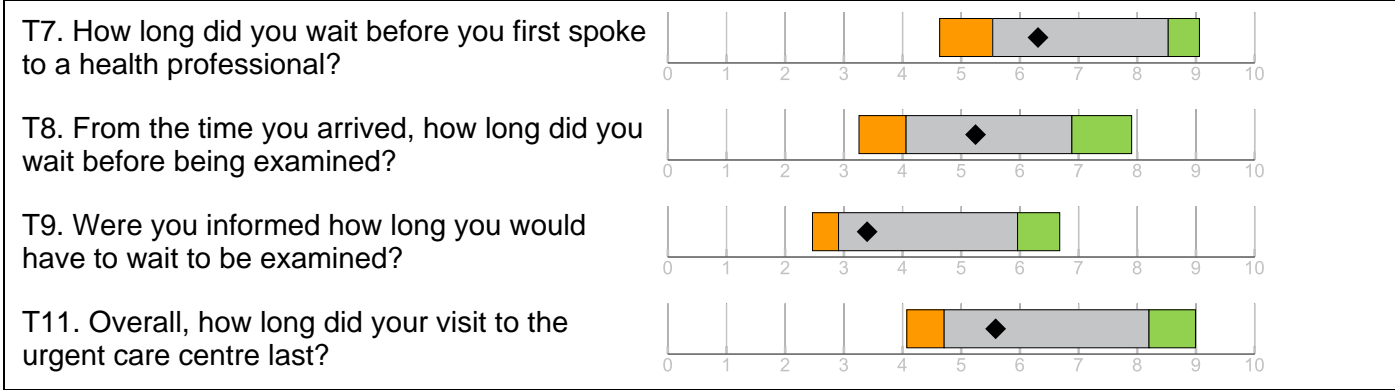 T7. How long did you wait before you first spoke
to a health professional?
0 1 2 3 4 5 6 7 8 9 10
T8. From the time you arrived, how long did you
wait before being examined?
0 1 2 3 4 5 6 7 8 9 10
T9. Were you informed how long you would
have to wait to be examined?
0 1 2 3 4 5 6 7 8 9 10
T11. Overall, how long did your visit to the
urgent care centre last?
0 1 2 3 4 5 6 7 8 9 10